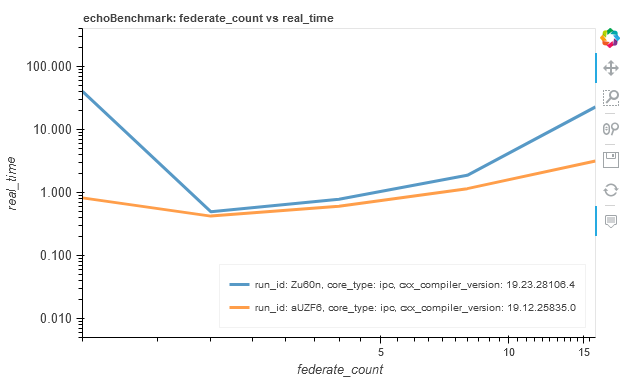 echoBenchmark: federate_count vs real_time
100.000
10.000
1.000
0.100
0.010
real_time
run_id: Zu60n, core_type: ipc, cxx_compiler_version: 19.23.28106.4
run_id: aUZF6, core_type: ipc, cxx_compiler_version: 19.12.25835.0
5
10
15
federate_count